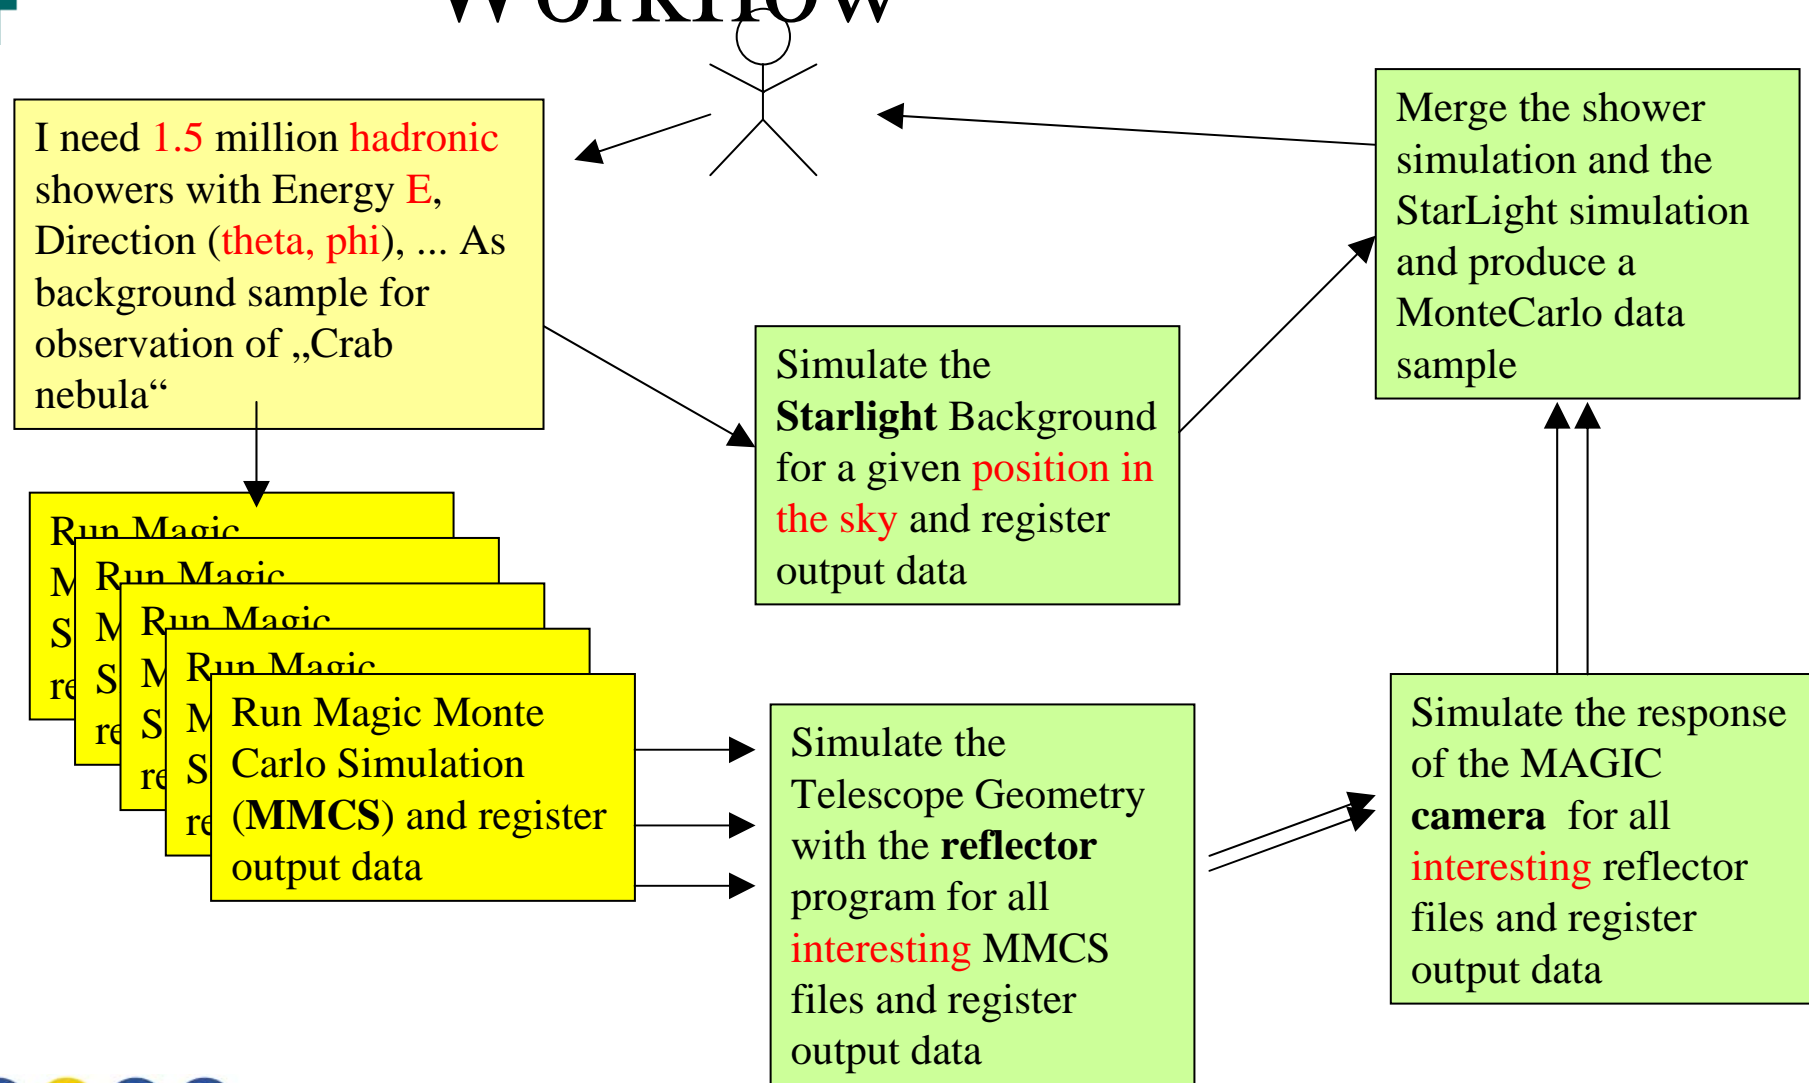 Workflow
I need 1.5 million hadronic
showers with Energy E,
Direction (theta, phi), ... As
background sample for
observation of „Crab
nebula“
Merge the shower
simulation and the
StarLight simulation
and produce a
MonteCarlo data
sample
Simulate the
Starlight Background
for a given position in
the sky and register
output data
Run Magic
M
S
re
Run Magic
M
S
re
Run Magic
M
S
re
Run Magic
M
S
re
Run Magic Monte
Carlo Simulation
(MMCS) and register
output data
Simulate the
Telescope Geometry
with the reflector
program for all
interesting MMCS
files and register
output data
Simulate the response
of the MAGIC
camera for all
interesting reflector
files and register
output data